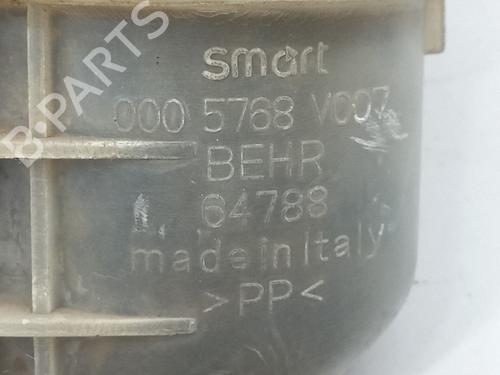 B-PARTS
smart
000 5768 V007
BEHR
64788
made in Italy
>PP<